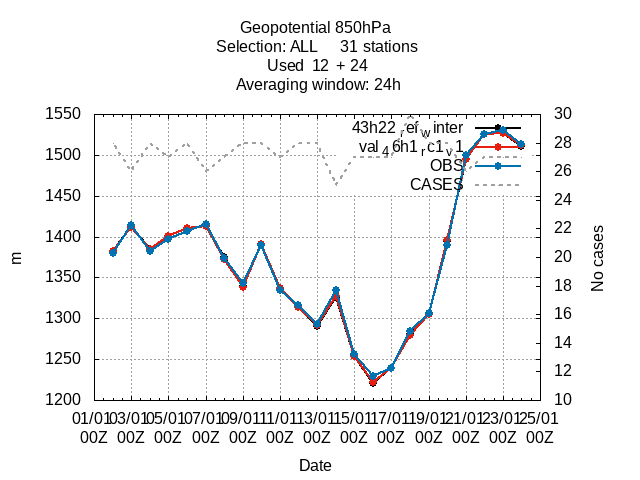 Geopotential 850hPa
Selection: ALL 31 stations
Used 12 + 24
Averaging window: 24h
43h22_ref_winter
val_46h1_rc1_v1
OBS
CASES
1550
1500
1450
1400
1350
1300
1250
1200
30
28
26
24
22
20
18
16
14
12
10
m
No cases
01/01 03/01 05/01 07/01 09/01 11/01 13/01 15/01 17/01 19/01 21/01 23/01 25/01
00Z 00Z 00Z 00Z 00Z 00Z 00Z 00Z 00Z 00Z 00Z 00Z 00Z
Date